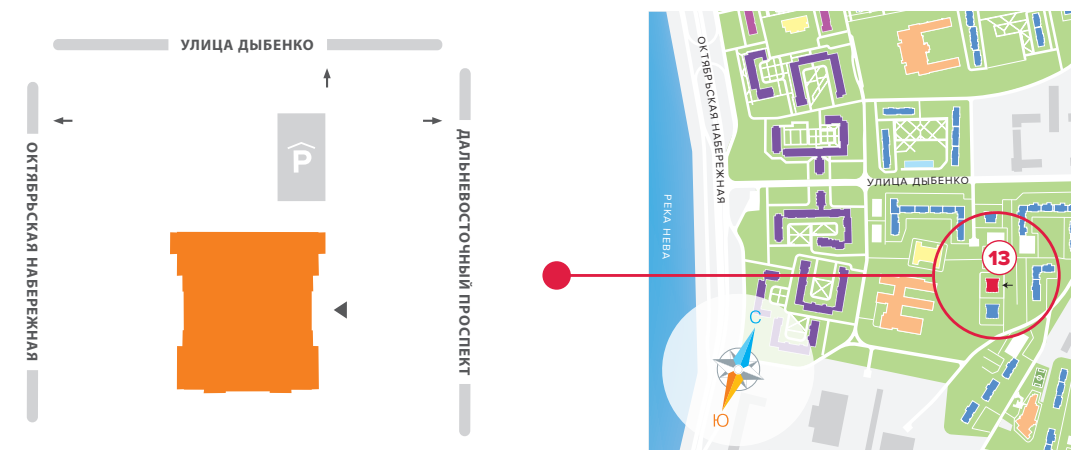 УЛИЦА ДЫБЕНКО
ОКТЯБРЬСКАЯ НАБЕРЕЖНАЯ
P
ДАЛЬНЕВОСТОЧНЫЙ ПРОСПЕКТ
ОКТЯБРЬСКАЯ НАБЕРЕЖНАЯ
РЕКА НЕВА
УЛИЦА ДЫБЕНКО
13
С
Ю